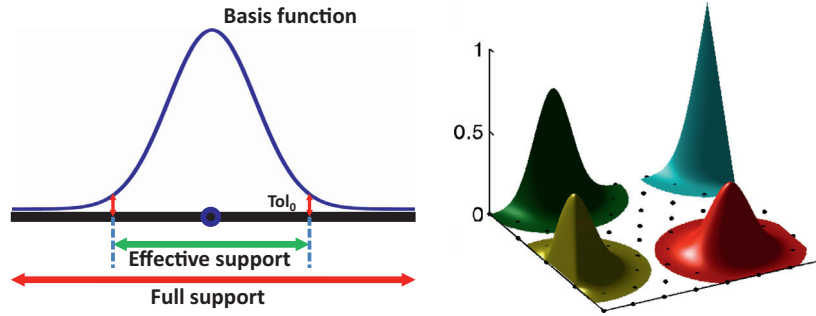 Basis function
Tol0
Effective support
Full support
1
0.5
0